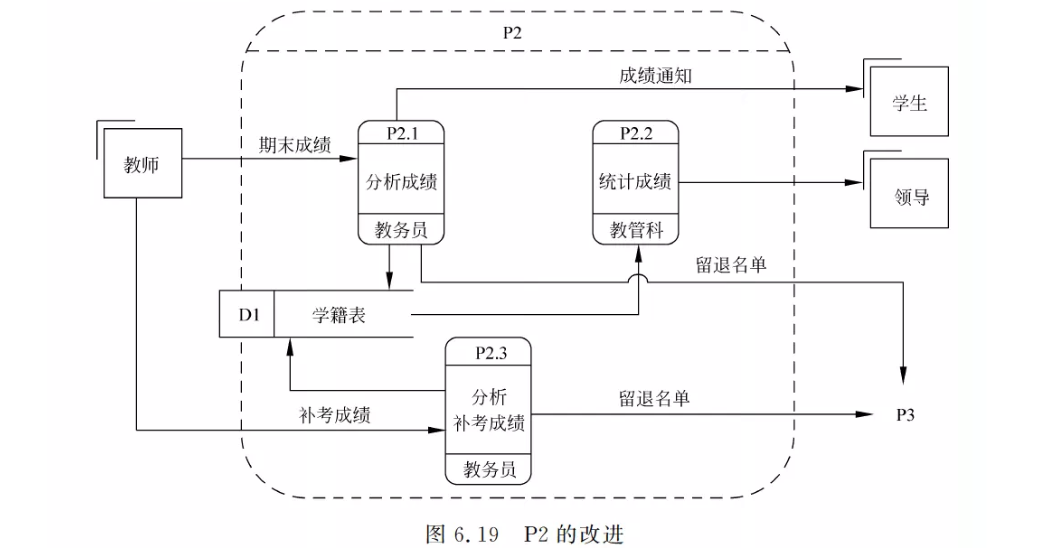 P2
成绩通知
学生
P2.1
P2.2
期末成绩
教师
分析成绩
统计成绩
领导
教务员
教管科
留退名单
D1
学籍表
P2.3
分析
补考成绩
留退名单
补考成绩
P3
教务员
图 6.19 P2 的改进